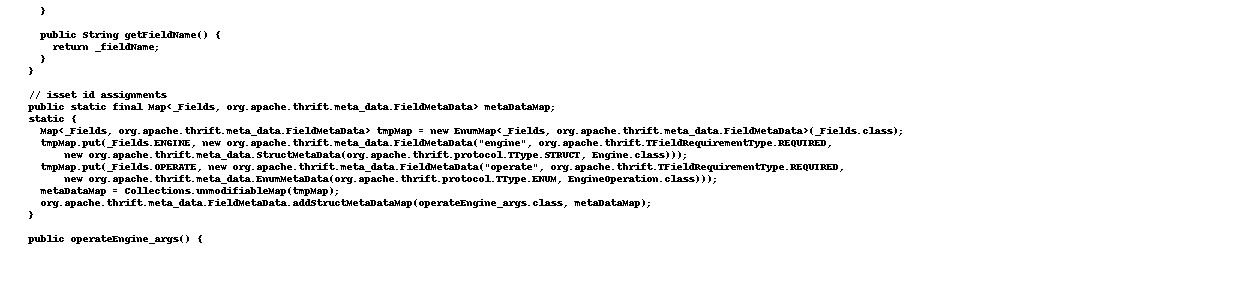 }

  public String getFieldName() {
    return _fieldName;
  }
}

// isset id assignments
public static final Map<_Fields, org.apache.thrift.meta_data.FieldMetaData> metaDataMap;
static {
  Map<_Fields, org.apache.thrift.meta_data.FieldMetaData> tmpMap = new EnumMap<_Fields, org.apache.thrift.meta_data.FieldMetaData>(_Fields.class);
  tmpMap.put(_Fields.ENGINE, new org.apache.thrift.meta_data.FieldMetaData("engine", org.apache.thrift.TFieldRequirementType.REQUIRED,
      new org.apache.thrift.meta_data.StructMetaData(org.apache.thrift.protocol.TType.STRUCT, Engine.class)));
  tmpMap.put(_Fields.OPERATE, new org.apache.thrift.meta_data.FieldMetaData("operate", org.apache.thrift.TFieldRequirementType.REQUIRED,
      new org.apache.thrift.meta_data.EnumMetaData(org.apache.thrift.protocol.TType.ENUM, EngineOperation.class)));
  metaDataMap = Collections.unmodifiableMap(tmpMap);
  org.apache.thrift.meta_data.FieldMetaData.addStructMetaDataMap(operateEngine_args.class, metaDataMap);
}

public operateEngine_args() {